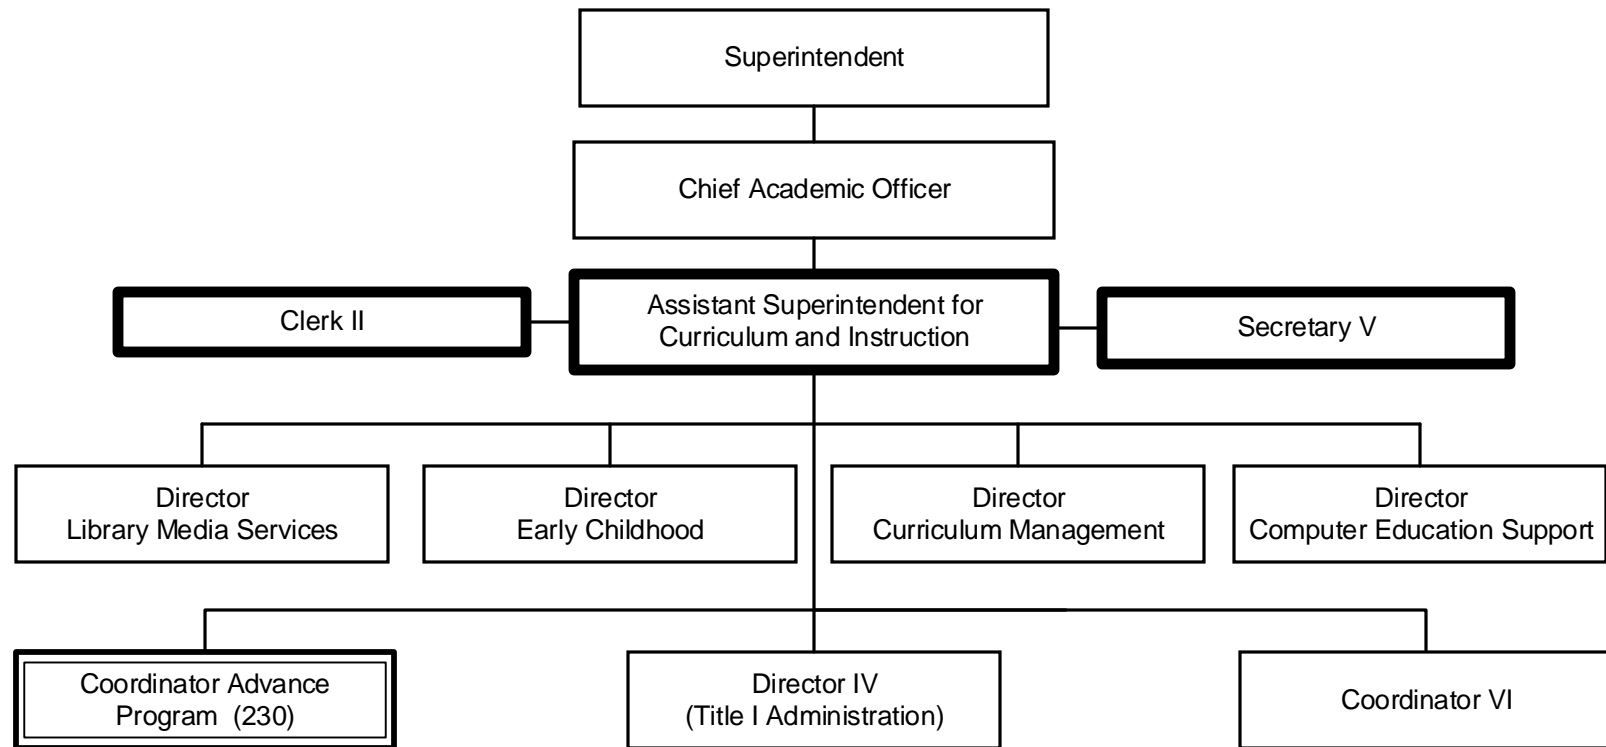 Superintendent
Chief Academic Officer
Clerk II
Assistant Superintendent for
Curriculum and Instruction
Secretary V
Director
Library Media Services
Director
Early Childhood
Director
Curriculum Management
Director
Computer Education Support
Coordinator Advance
Program  (230)
Director IV
(Title I Administration)
Coordinator VI